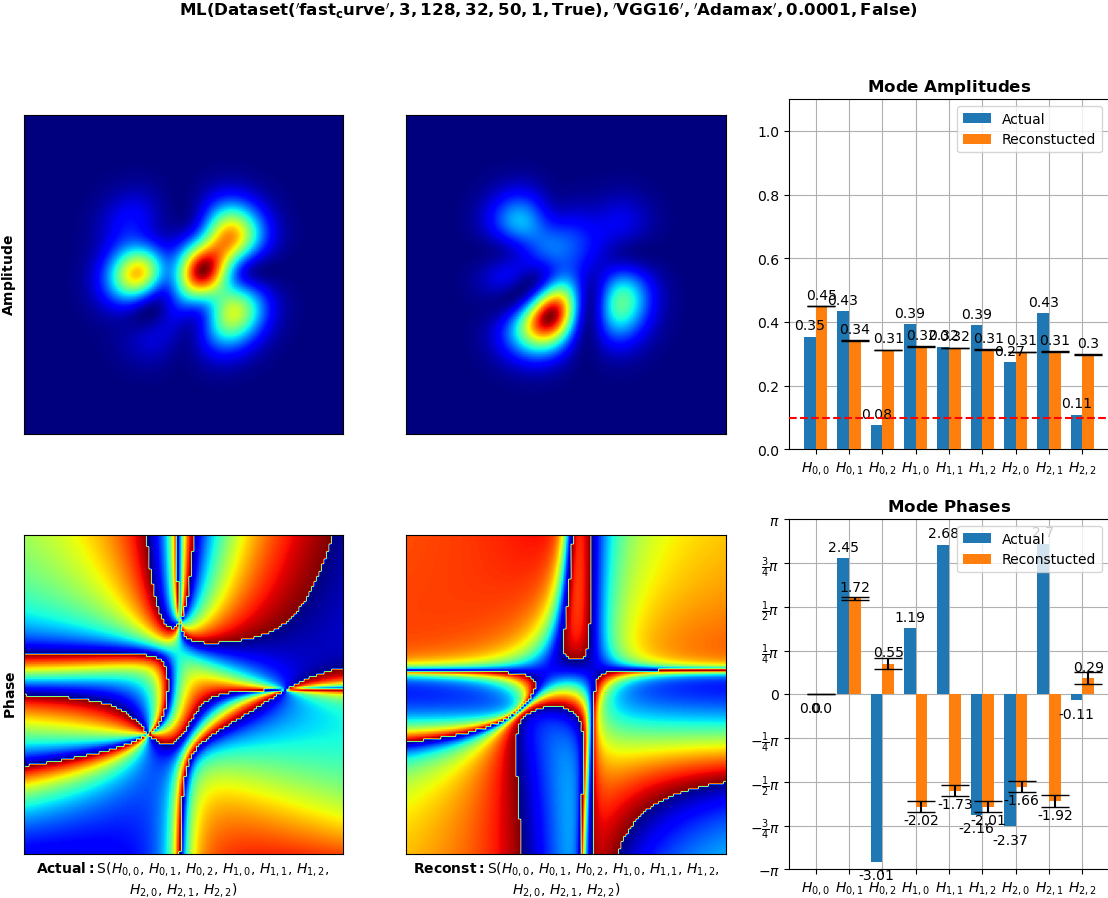 ML(Dataset('fast_curve', 3, 128, 32, 50, 1, True), 'VGG16', 'Adamax', 0.0001, False)
Amplitude
Mode Amplitudes
Actual
Reconstucted
1.0
0.8
0.6
0.4
0.2
0.0
0.35
0.45
0.43
0.34
0.08
0.31
0.39
0.32
0.32
0.32
0.39
0.31
0.27
0.31
0.43
0.31
0.11
0.3
H0,0 H0,1 H0,2 H1,0 H1,1 H1,2 H2,0 H2,1 H2,2
Phase
Mode Phases
Actual
Reconstucted
π
3/4π
1/2π
1/4π
0
−1/4π
−1/2π
−3/4π
−π
0.0
0.0
2.45
1.72
-3.01
0.55
1.19
-2.02
2.68
-1.73
-2.16
-2.01
-2.37
-1.66
2.7
-1.92
-0.11
0.29
H0,0 H0,1 H0,2 H1,0 H1,1 H1,2 H2,0 H2,1 H2,2
Actual: S(H0,0, H0,1, H0,2, H1,0, H1,1, H1,2,
H2,0, H2,1, H2,2)
Reconst: S(H0,0, H0,1, H0,2, H1,0, H1,1, H1,2,
H2,0, H2,1, H2,2)